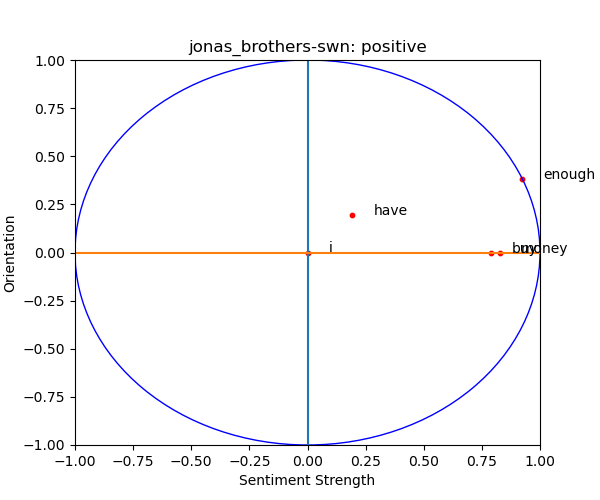 jonas_brothers-swn: positive
1.00
0.75
0.50
0.25
0.00
−0.25
−0.50
−0.75
−1.00
Orientation
enough
have
i
buy money
−1.00 −0.75 −0.50 −0.25 0.00 0.25 0.50 0.75 1.00
Sentiment Strength